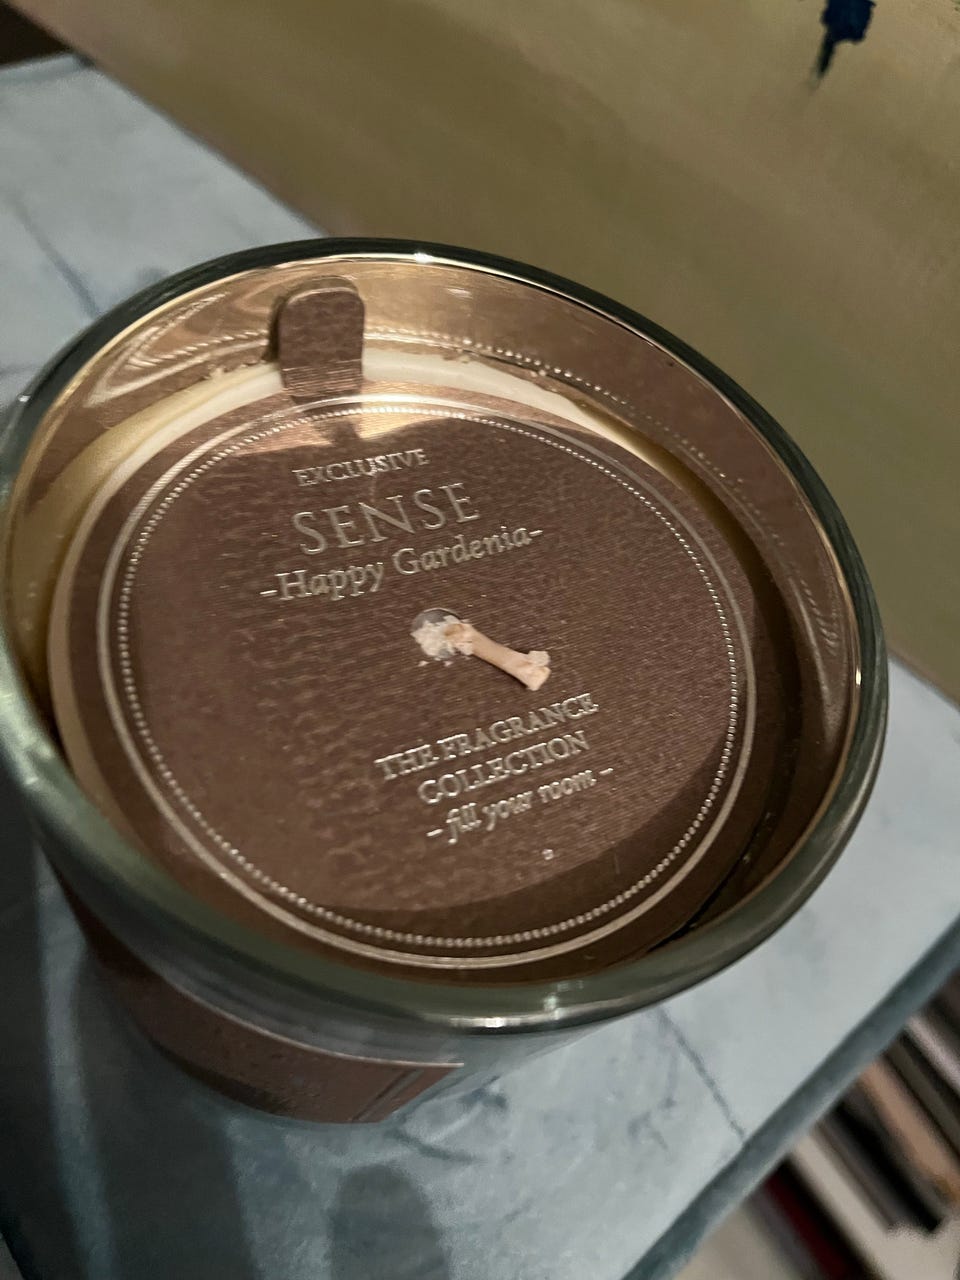 EXCLUSIVE
SENSE
-Happy Gardenia-
THE FRAGRANCE
COLLECTION
- fill your room -